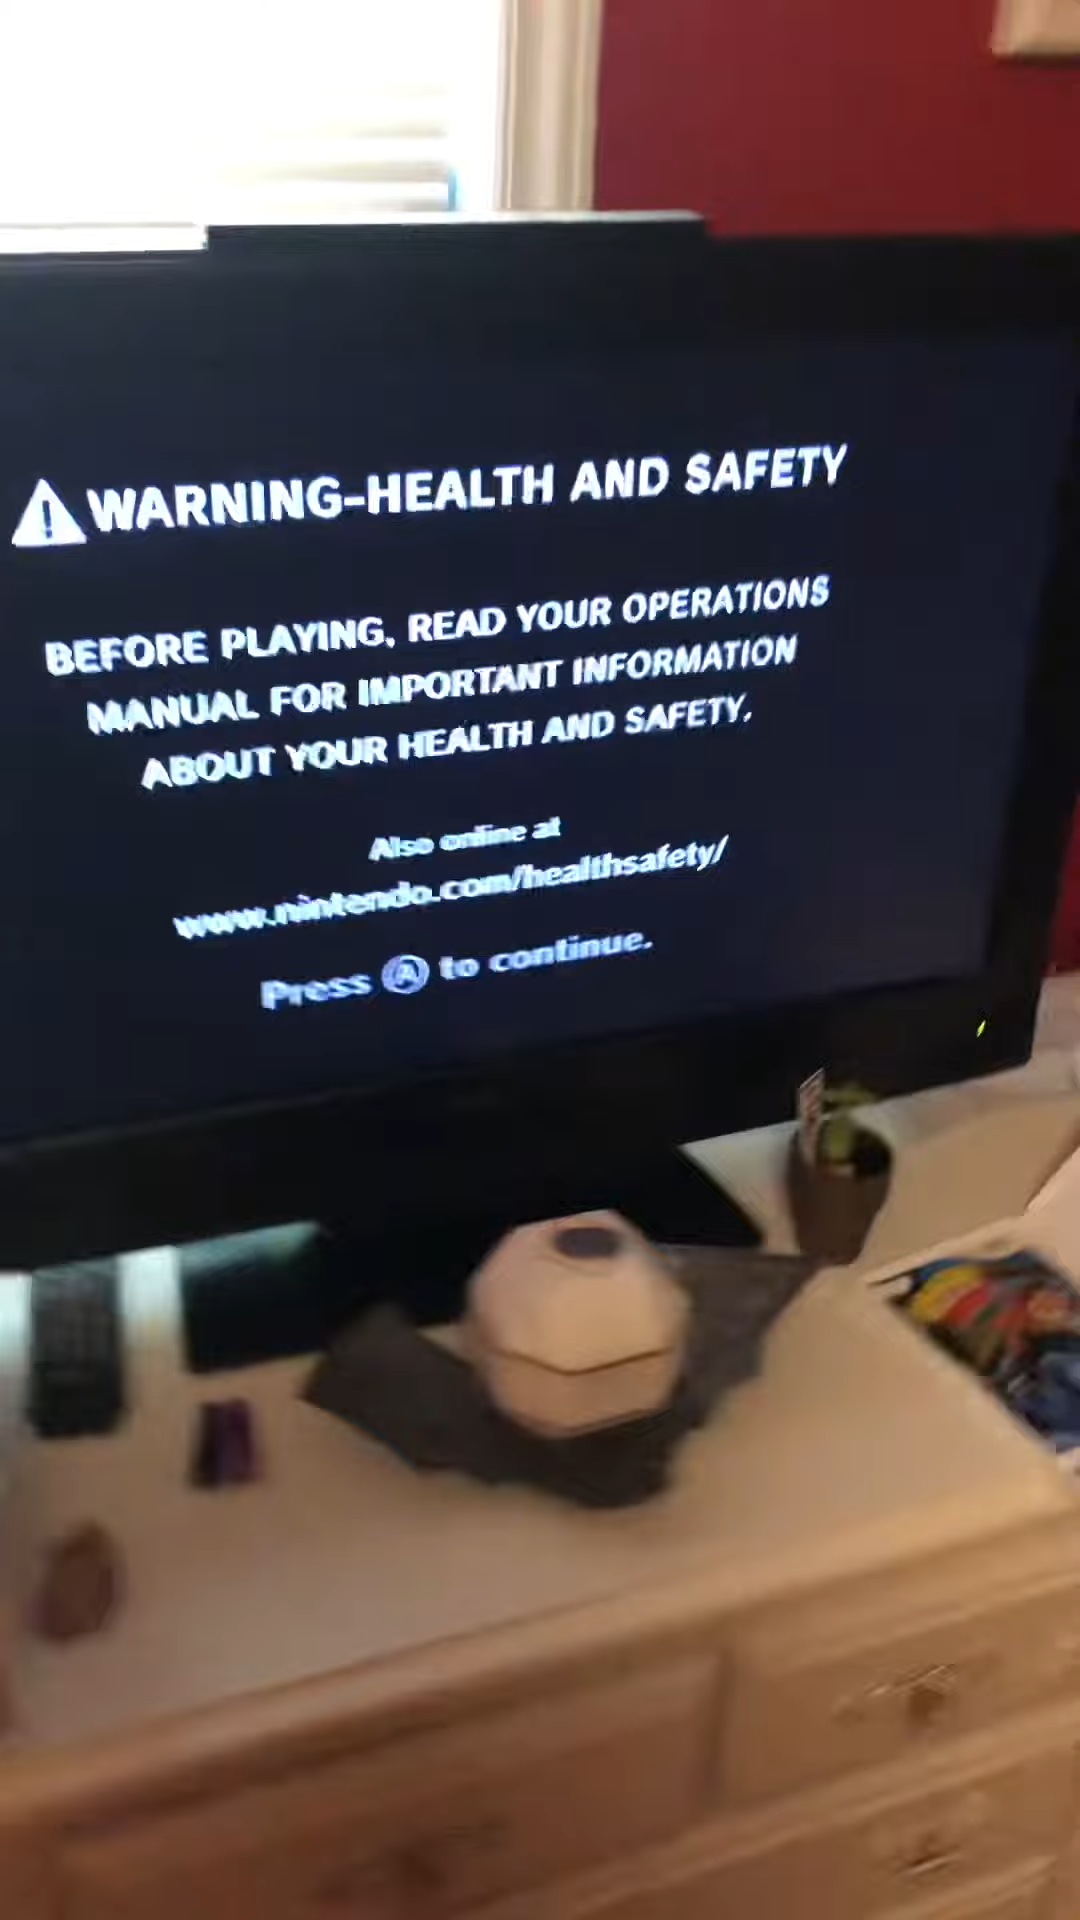 WARNING-HEALTH AND SAFETY
BEFORE PLAYING, READ YOUR OPERATIONS
MANUAL FOR IMPORTANT INFORMATION
ABOUT YOUR HEALTH AND SAFETY.
Also online at
www.nintendo.com/healthsafety/
Press A to continue.